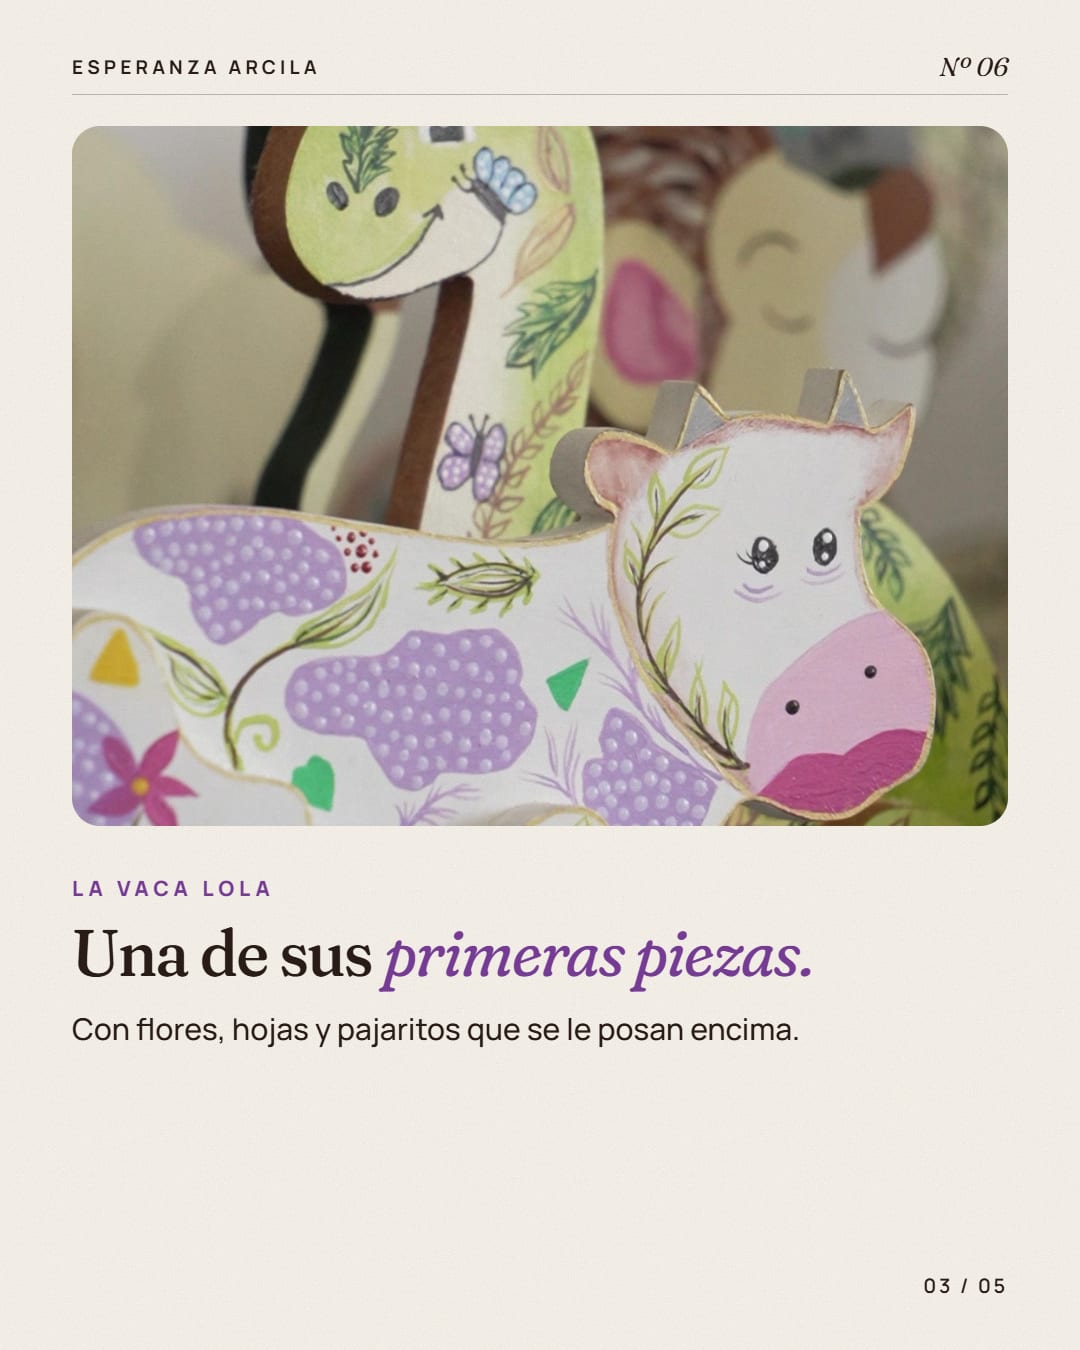 ESPERANZA ARCILA
Nº 06
LA VACA LOLA
Una de sus primeras piezas.
Con flores, hojas y pajaritos que se le posan encima.
03 / 05